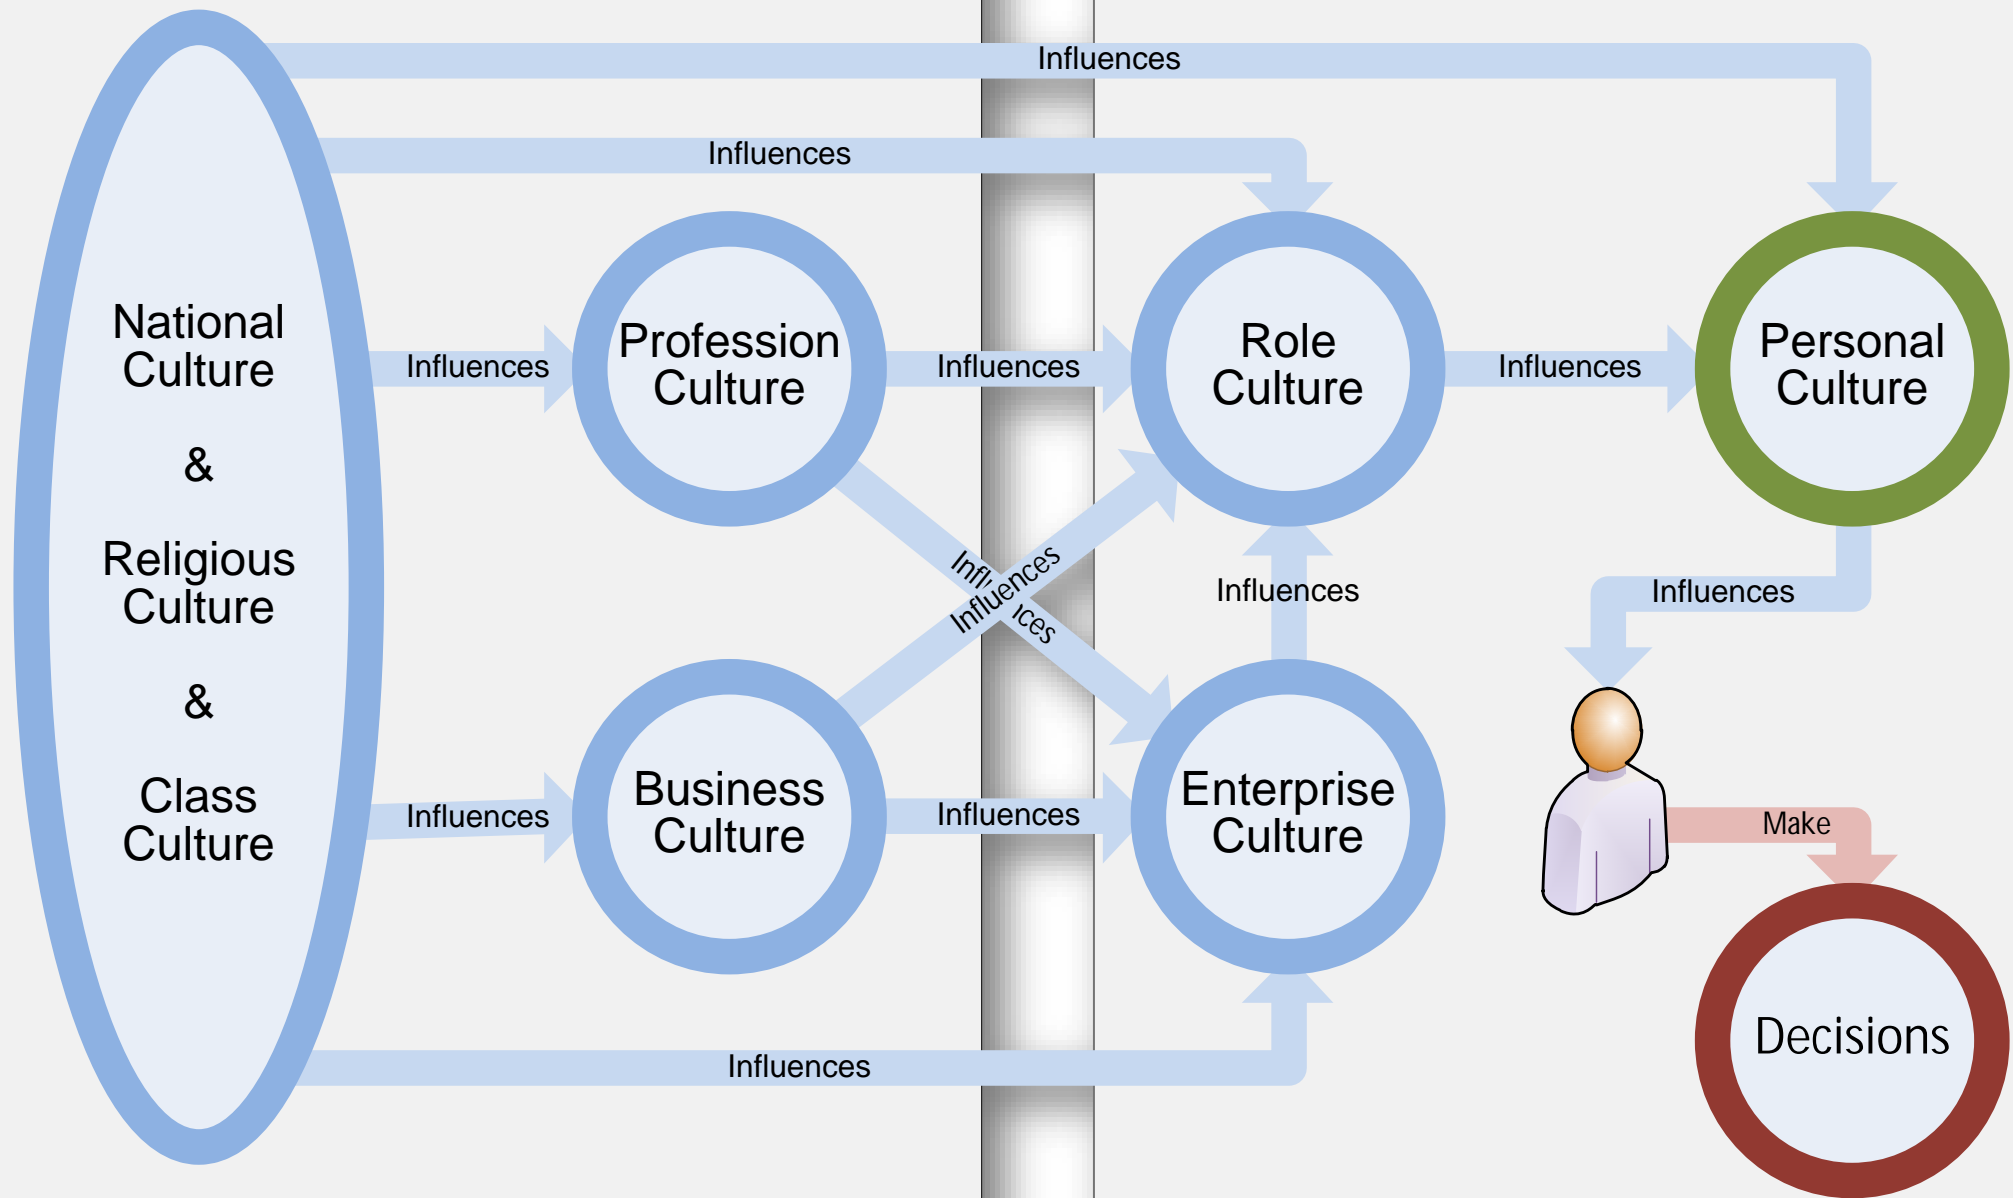 Influences
Influences
National
Culture
&
Religious
Culture
&
Class
Culture
Influences
Profession
Culture
Influences
Role
Culture
Influences
Personal
Culture
Influences
Influences
Influences
Influences
Influences
Business
Culture
Influences
Enterprise
Culture
Make
Influences
Decisions